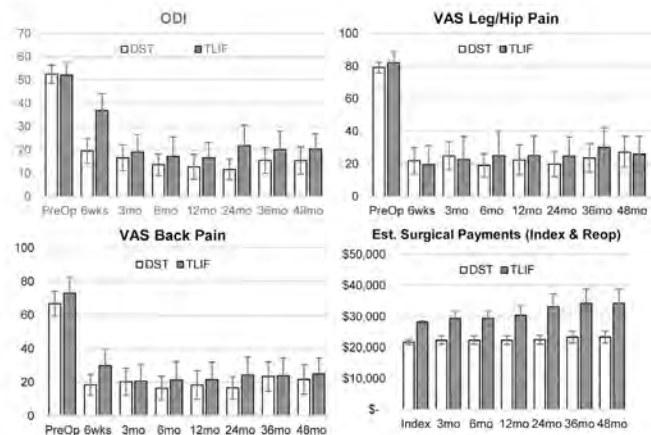 ODI
DST TLIF
70
60
50
40
30
20
10
0
PreOp 6wks 3mo 6mo 12mo 24mo 36mo 48mo
VAS Leg/Hip Pain
DST TLIF
100
80
60
40
20
0
PreOp 6wks 3mo 6mo 12mo 24mo 36mo 48mo
VAS Back Pain
DST TLIF
100
80
60
40
20
0
PreOp 6wks 3mo 6mo 12mo 24mo 36mo 48mo
Est. Surgical Payments (Index & Reop)
DST TLIF
$50,000
$40,000
$30,000
$20,000
$10,000
$-
Index 3mo 6mo 12mo 24mo 36mo 48mo